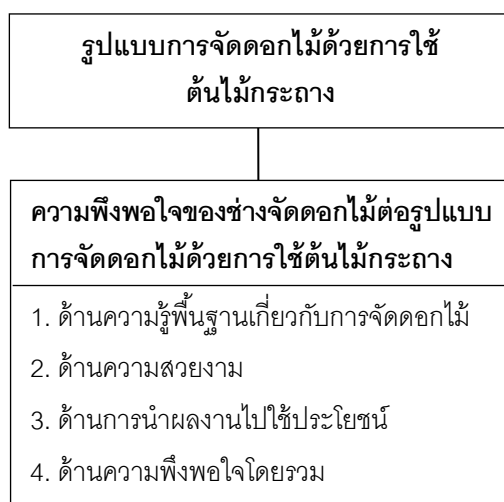 รูปแบบการจัดดอกไม้ด้วยการใช้
ต้นไม้กระถาง
ความพึงพอใจของช่างจัดดอกไม้ต่อรูปแบบ
การจัดดอกไม้ด้วยการใช้ต้นไม้กระถาง
1. ด้านความรู้พื้นฐานเกี่ยวกับการจัดดอกไม้
2. ด้านความสวยงาม
3. ด้านการนำผลงานไปใช้ประโยชน์
4. ด้านความพึงพอใจโดยรวม